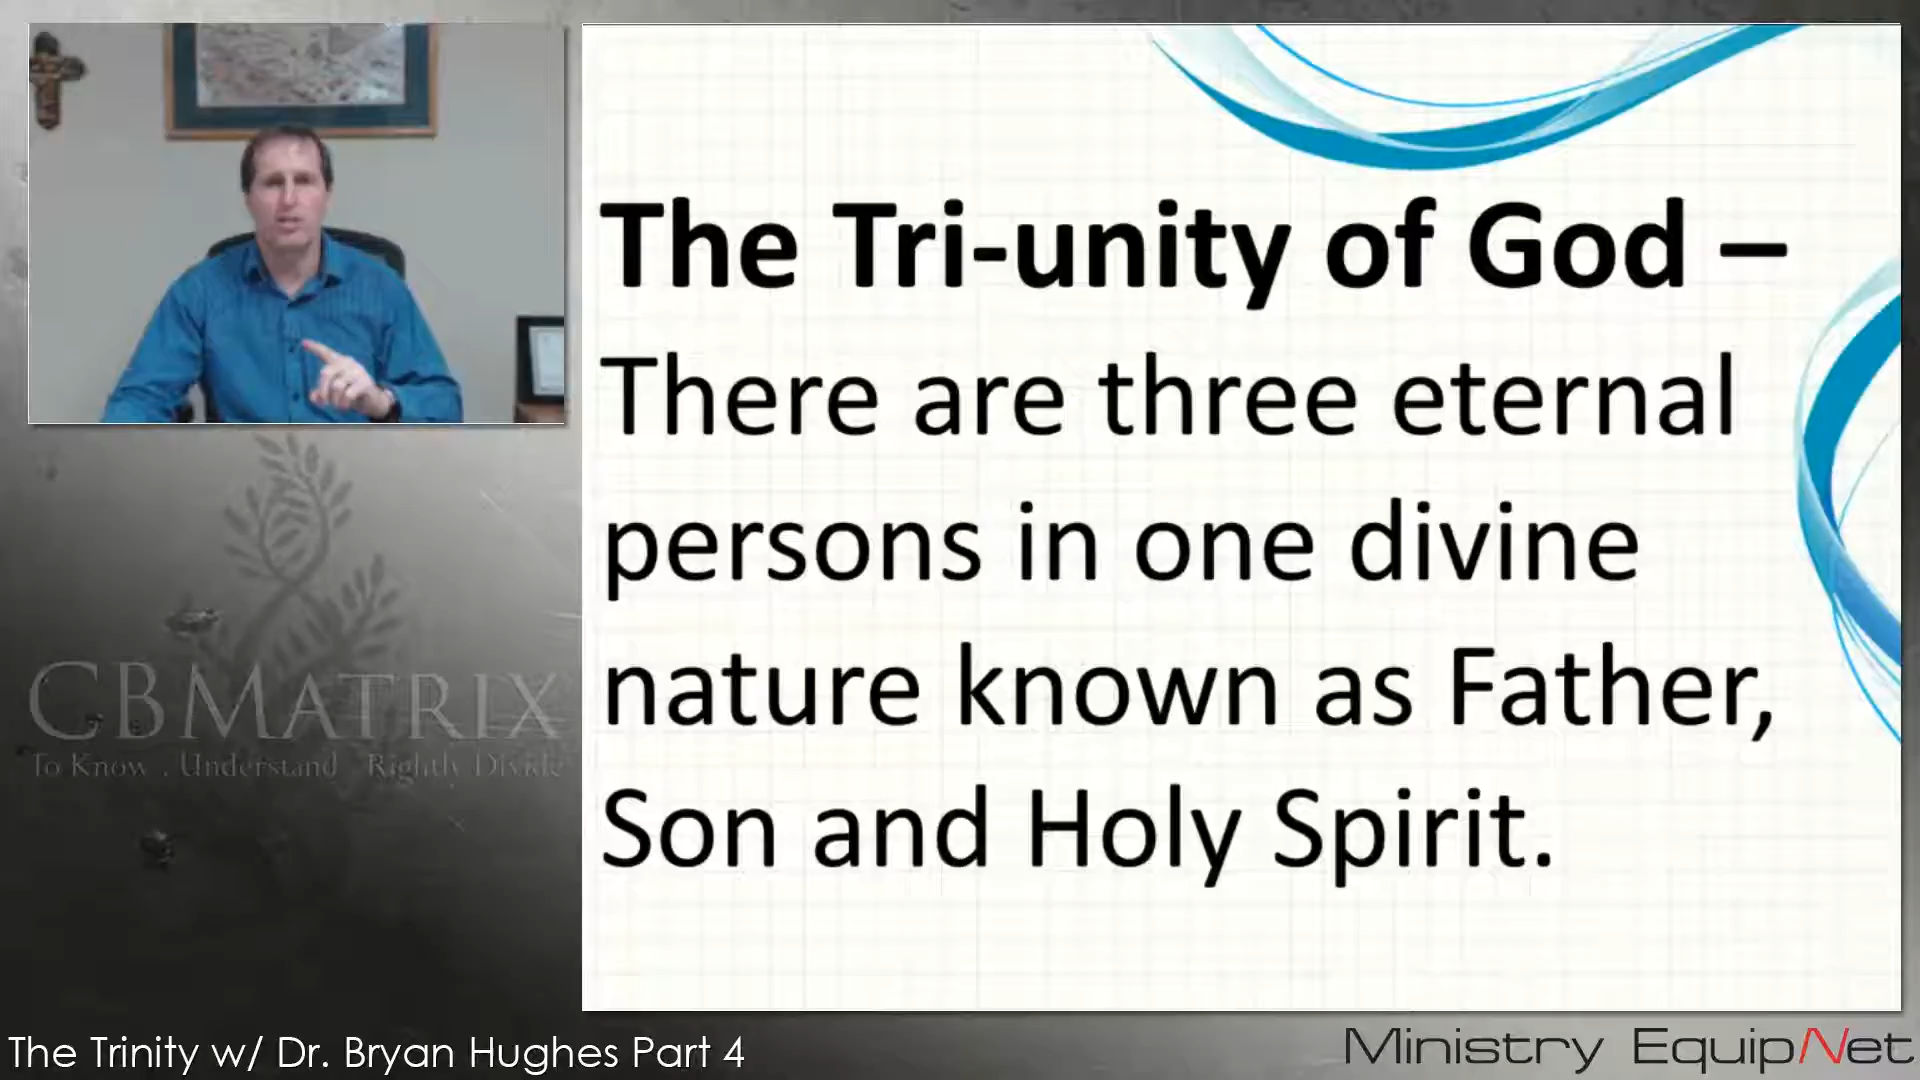 The Tri-unity of God –
There are three eternal
persons in one divine
nature known as Father,
Son and Holy Spirit.
CBMATRIX
To Know . Understand . Rightly Divide
The Trinity w/ Dr. Bryan Hughes Part 4
Ministry EquipNet